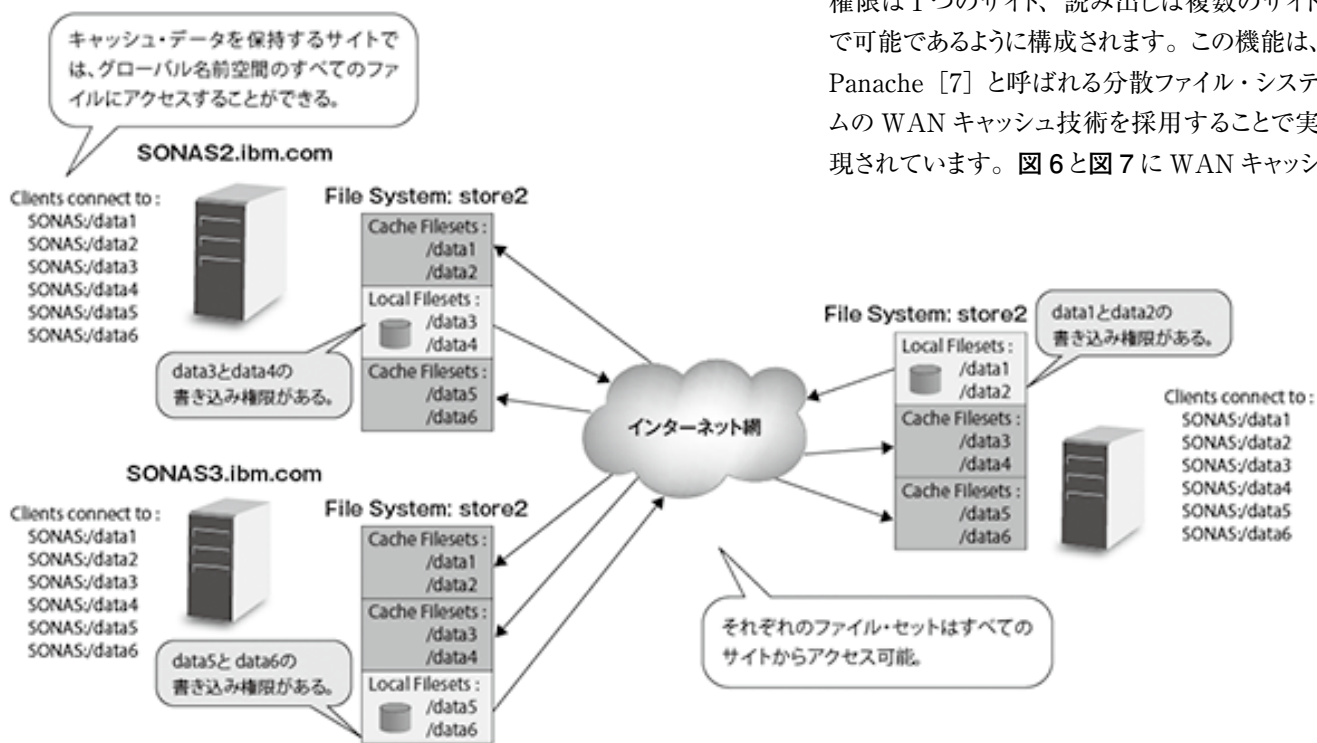 権限は1つのサイト、読み出しは複数のサイト
で可能であるように構成されます。この機能は、
Panache［7］と呼ばれる分散ファイル・システ
ムの WAN キャッシュ技術を採用することで実
現されています。図6と図7に WAN キャッシ
キャッシュ・データを保持するサイトで
は、グローバル名前空間のすべてのファ
イルにアクセスすることができる。
SONAS2.ibm.com
Clients connect to :
SONAS:/data1
SONAS:/data2
SONAS:/data3
SONAS:/data4
SONAS:/data5
SONAS:/data6
File System: store2
Cache Filesets :
/data1
/data2
Local Filesets :
/data3
/data4
Cache Filesets :
/data5
/data6
data3とdata4の
書き込み権限がある。
SONAS3.ibm.com
Clients connect to :
SONAS:/data1
SONAS:/data2
SONAS:/data3
SONAS:/data4
SONAS:/data5
SONAS:/data6
File System: store2
Cache Filesets :
/data1
/data2
Cache Filesets :
/data3
/data4
Local Filesets :
/data5
/data6
data5と data6の
書き込み権限がある。
インターネット網
File System: store2
Local Filesets :
/data1
/data2
Cache Filesets :
/data3
/data4
Cache Filesets :
/data5
/data6
data1とdata2の
書き込み権限がある。
Clients connect to :
SONAS:/data1
SONAS:/data2
SONAS:/data3
SONAS:/data4
SONAS:/data5
SONAS:/data6
それぞれのファイル・セットはすべての
サイトからアクセス可能。